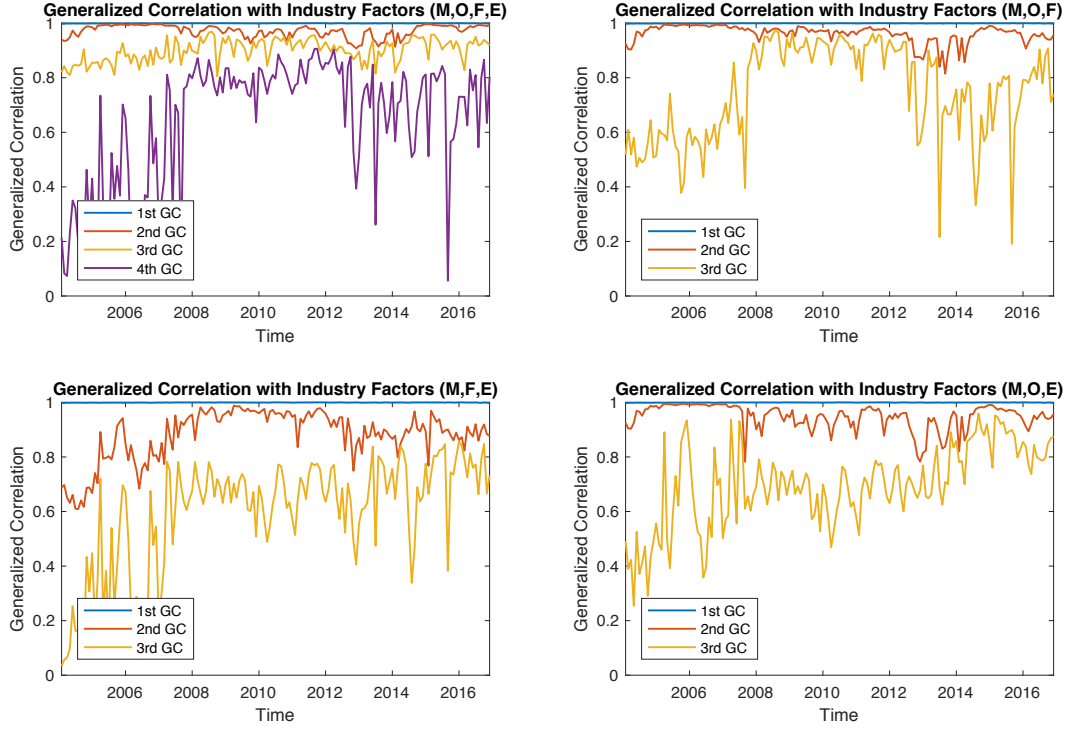 Generalized Correlation with Industry Factors (M,O,F,E)
1
0.8
0.6
0.4
0.2
0
Generalized Correlation
1st GC
2nd GC
3rd GC
4th GC
2006 2008 2010 2012 2014 2016
Time
Generalized Correlation with Industry Factors (M,O,F)
1
0.8
0.6
0.4
0.2
0
Generalized Correlation
1st GC
2nd GC
3rd GC
2006 2008 2010 2012 2014 2016
Time
Generalized Correlation with Industry Factors (M,F,E)
1
0.8
0.6
0.4
0.2
0
Generalized Correlation
1st GC
2nd GC
3rd GC
2006 2008 2010 2012 2014 2016
Time
Generalized Correlation with Industry Factors (M,O,E)
1
0.8
0.6
0.4
0.2
0
Generalized Correlation
1st GC
2nd GC
3rd GC
2006 2008 2010 2012 2014 2016
Time